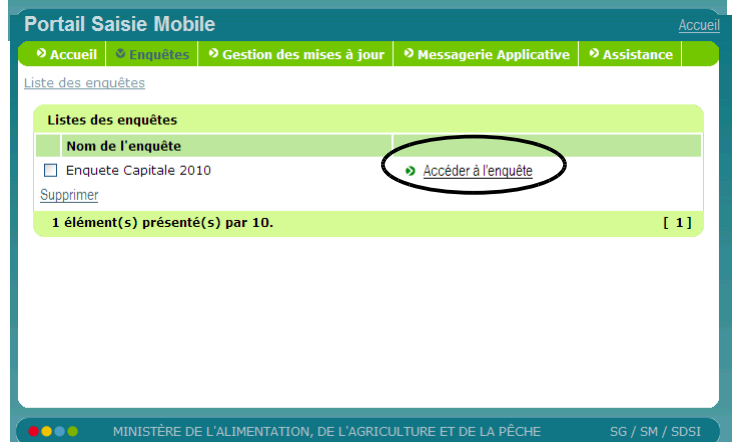 Portail Saisie Mobile Accueil
Accueil Enquêtes Gestion des mises à jour Messagerie Applicative Assistance
Liste des enquêtes
Listes des enquêtes
Nom de l'enquête
Enquete Capitale 2010 Accéder à l'enquête
Supprimer
1 élément(s) présenté(s) par 10. [ 1]
MINISTÈRE DE L'ALIMENTATION, DE L'AGRICULTURE ET DE LA PÊCHE SG / SM / SDSI